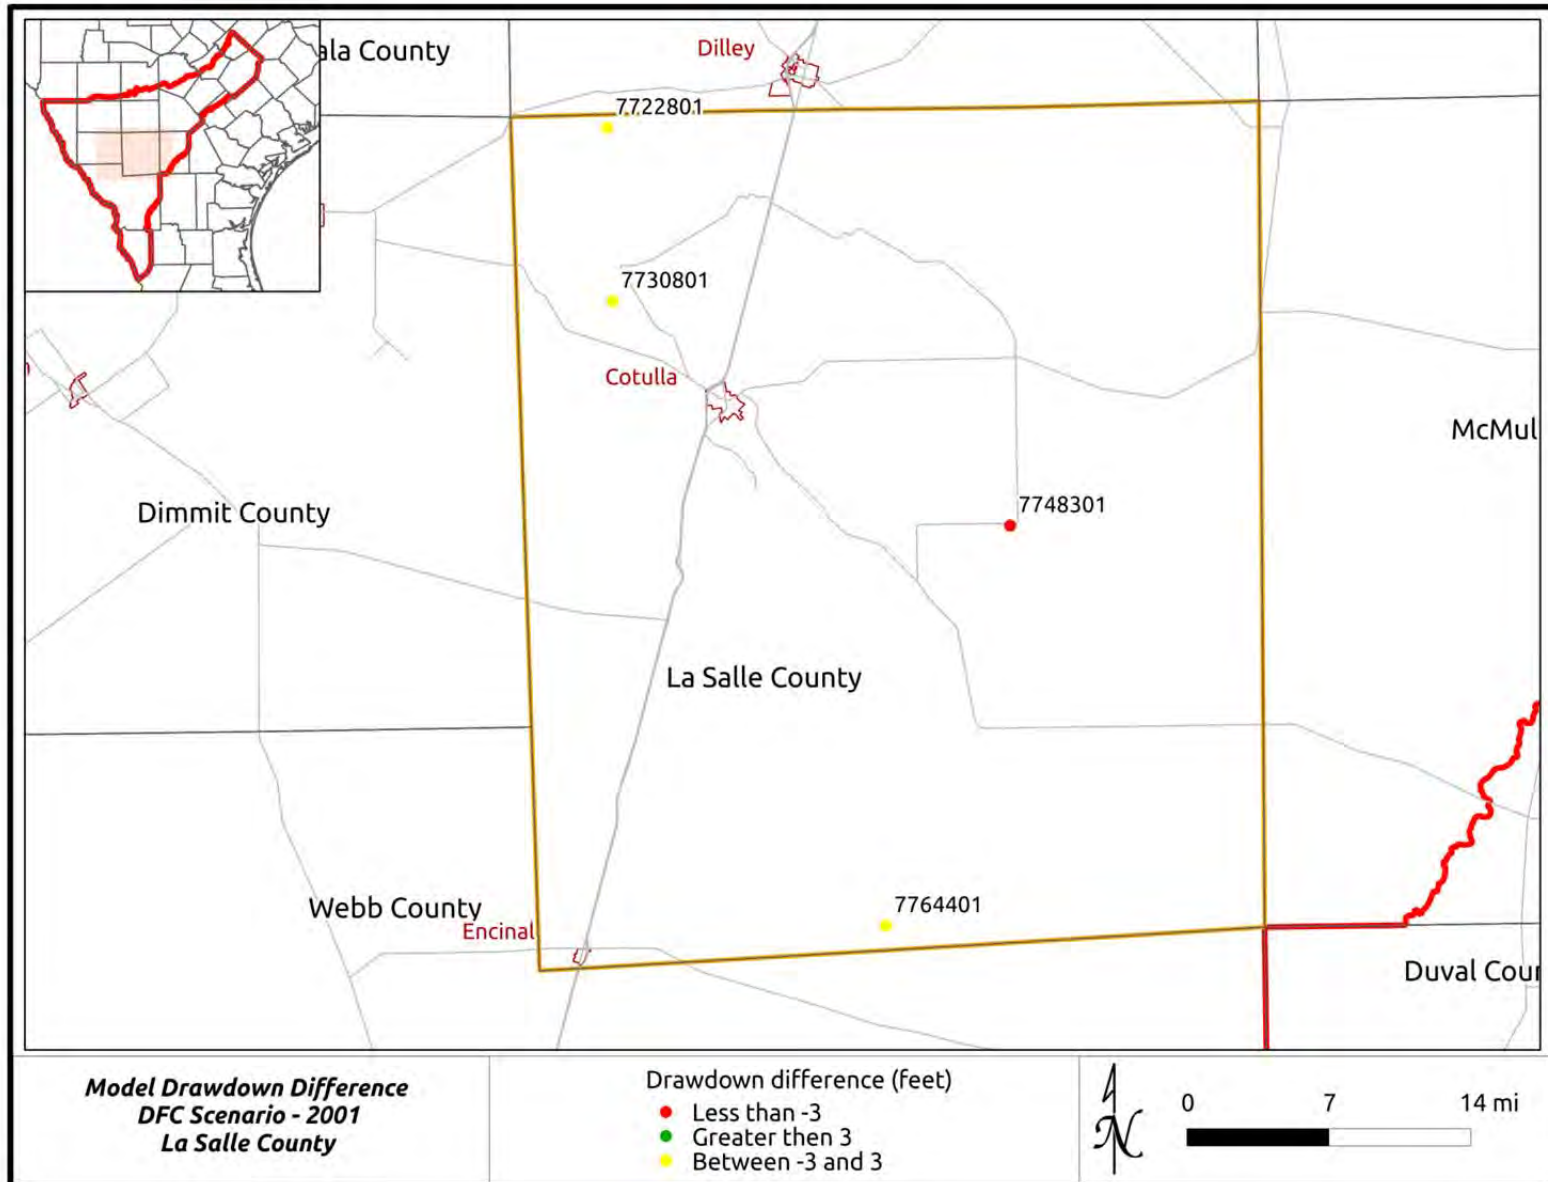 ala County
Dilley
7722801
7730801
Cotulla
McMul
7748301
Dimmit County
La Salle County
7764401
Webb County
Encinal
Duval Cour
Model Drawdown Difference
DFC Scenario - 2001
La Salle County
Drawdown difference (feet)
Less than -3
Greater then 3
Between -3 and 3
N
0 7 14 mi